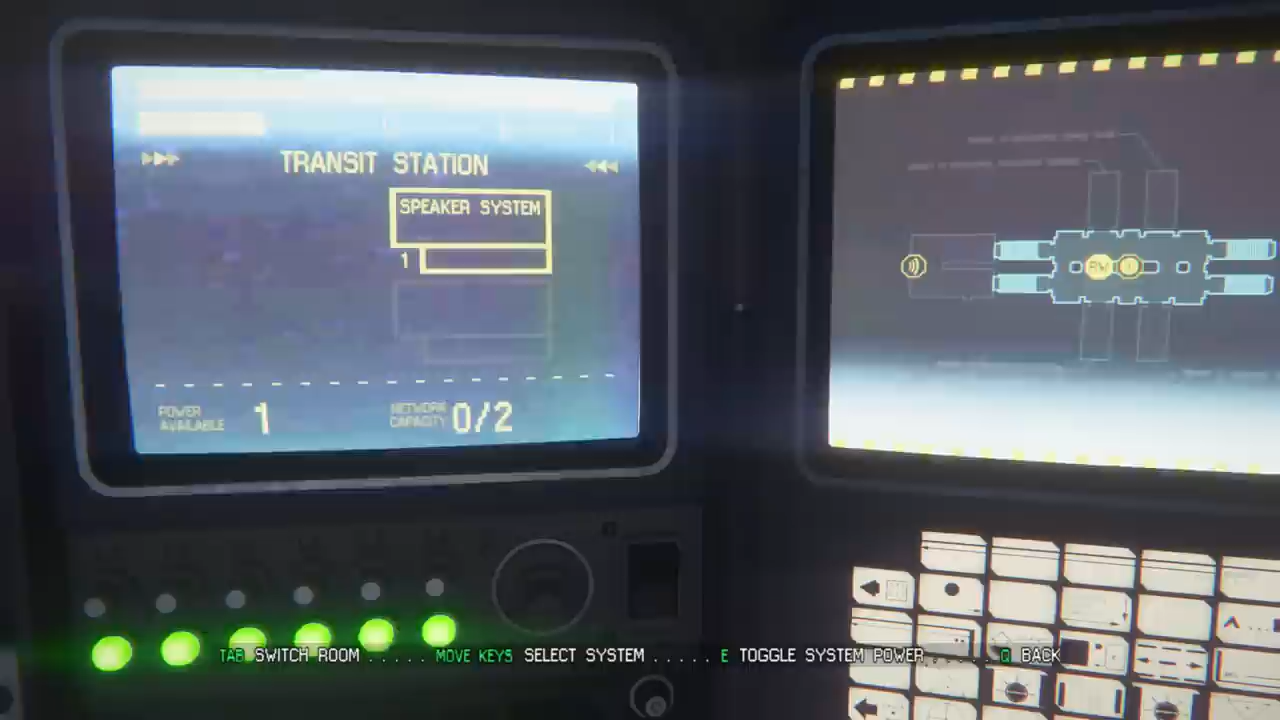 TRANSIT STATION
SPEAKER SYSTEM
1
POWER AVAILABLE 1
NETWORK CAPACITY 0/2
TAB SWITCH ROOM ..... MOVE KEYS SELECT SYSTEM ..... E TOGGLE SYSTEM POWER ..... Q BACK